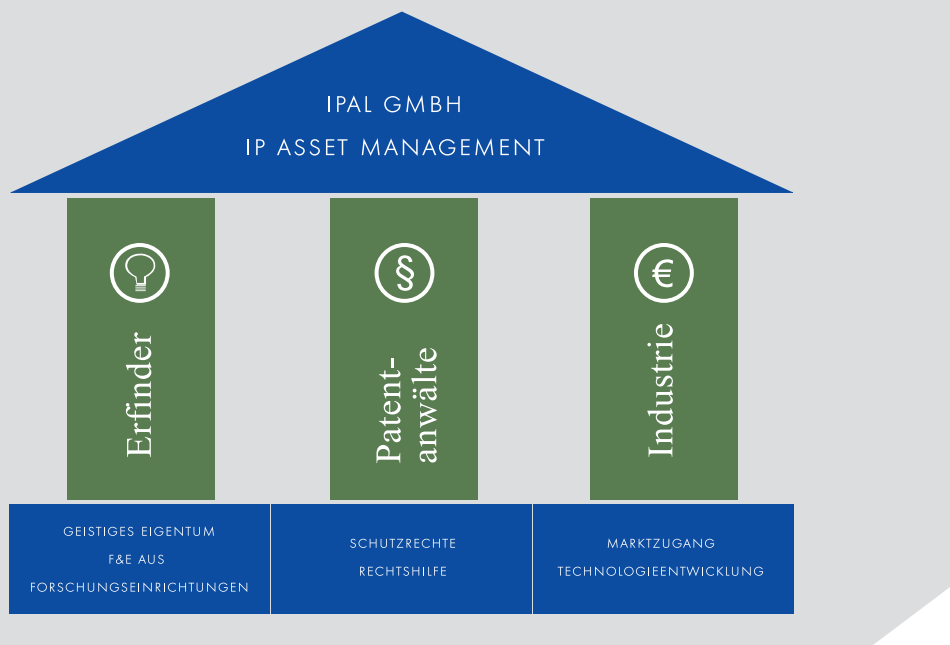 IPAL GMBH
IP ASSET MANAGEMENT
Erfinder
§
Patent-
anwälte
€
Industrie
GEISTIGES EIGENTUM
F&E AUS
FORSCHUNGSEINRICHTUNGEN
SCHUTZRECHTE
RECHTSHILFE
MARKTZUGANG
TECHNOLOGIEENTWICKLUNG